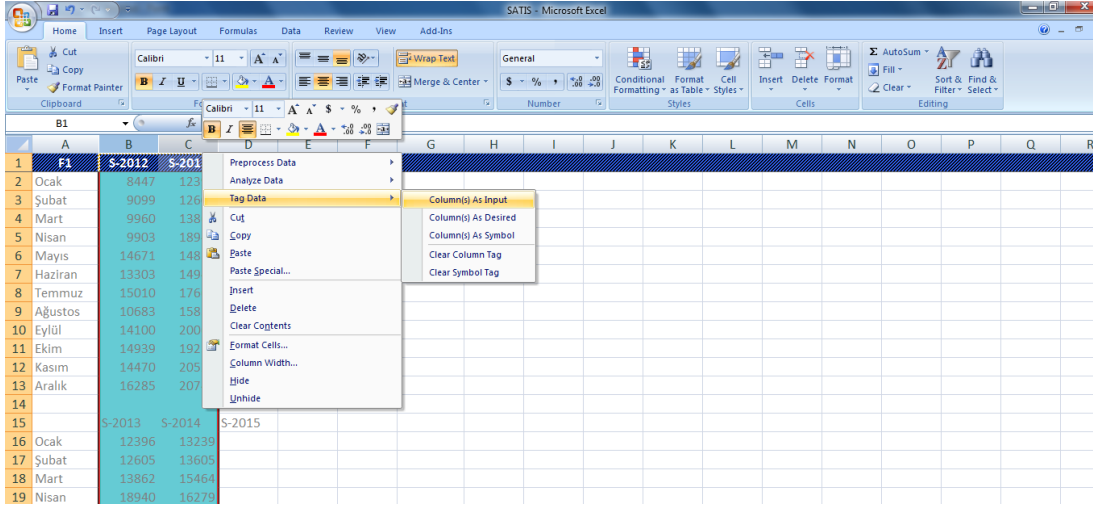 SATIS - Microsoft Excel
Home Insert Page Layout Formulas Data Review View Add-Ins
Paste
Cut
Copy
Format Painter
Clipboard
Calibri 11
B I U
Wrap Text
Merge & Center
General
$ % ,
Number
Conditional Formatting
Format as Table
Cell Styles
Styles
Insert Delete Format
Cells
Σ AutoSum
Fill
Clear
Sort & Filter
Find & Select
Editing
B1 fx
Calibri 11 A A $ % ,
B I A
A B C D E F G H I J K L M N O P Q R
1 F1 S-2012 S-201
2 Ocak 8447 123
3 Şubat 9099 126
4 Mart 9960 138
5 Nisan 9903 189
6 Mayıs 14671 148
7 Haziran 13303 149
8 Temmuz 15010 176
9 Ağustos 10683 158
10 Eylül 14100 200
11 Ekim 14939 192
12 Kasım 14470 205
13 Aralık 16285 207
14
15 S-2013 S-2014 S-2015
16 Ocak 12396 13239
17 Şubat 12605 13605
18 Mart 13862 15464
19 Nisan 18940 16279
Preprocess Data
Analyze Data
Tag Data
Cut
Copy
Paste
Paste Special...
Insert
Delete
Clear Contents
Format Cells...
Column Width...
Hide
Unhide
Column(s) As Input
Column(s) As Desired
Column(s) As Symbol
Clear Column Tag
Clear Symbol Tag